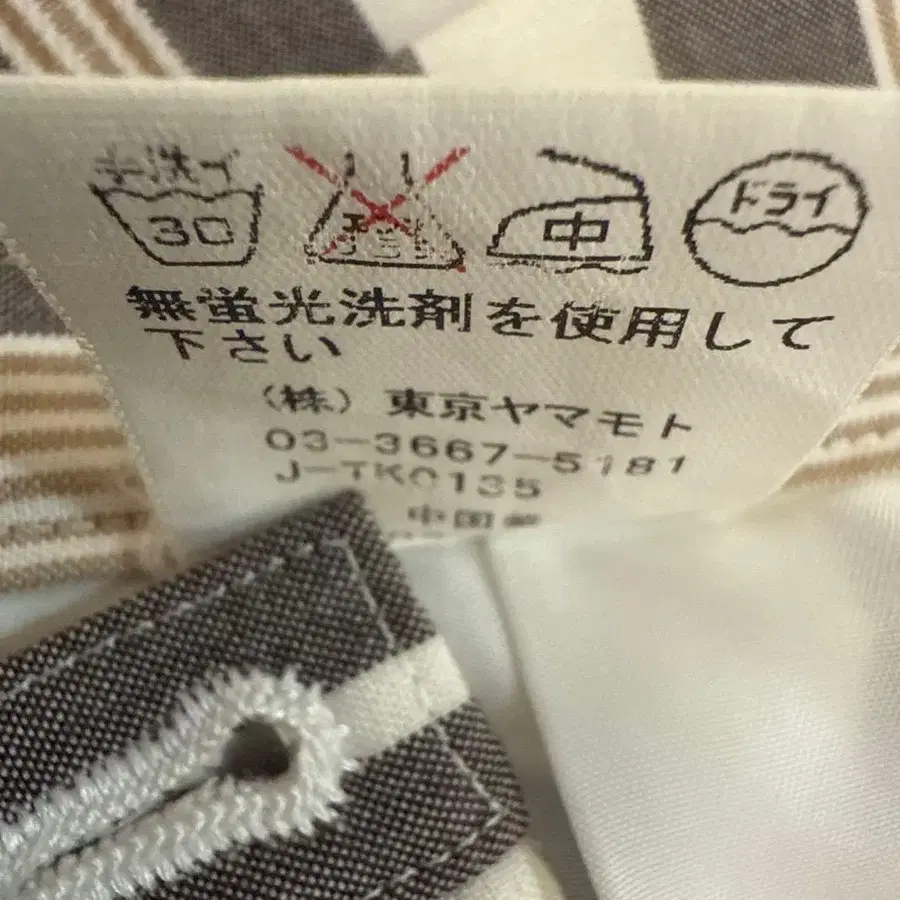 手洗イ 30 中 ドライ
無蛍光洗剤を使用して
下さい
(株) 東京ヤマモト
03-3667-5181
J-TK0135
中国製